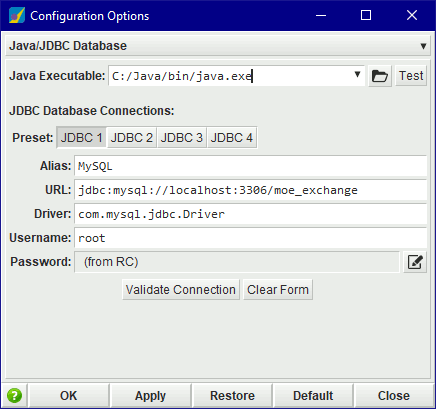 Configuration Options
Java/JDBC Database
Java Executable: C:/Java/bin/java.exe Test
JDBC Database Connections:
Preset: JDBC 1 JDBC 2 JDBC 3 JDBC 4
Alias: MySQL
URL: jdbc:mysql://localhost:3306/moe_exchange
Driver: com.mysql.jdbc.Driver
Username: root
Password: (from RC)
Validate Connection Clear Form
? OK Apply Restore Default Close